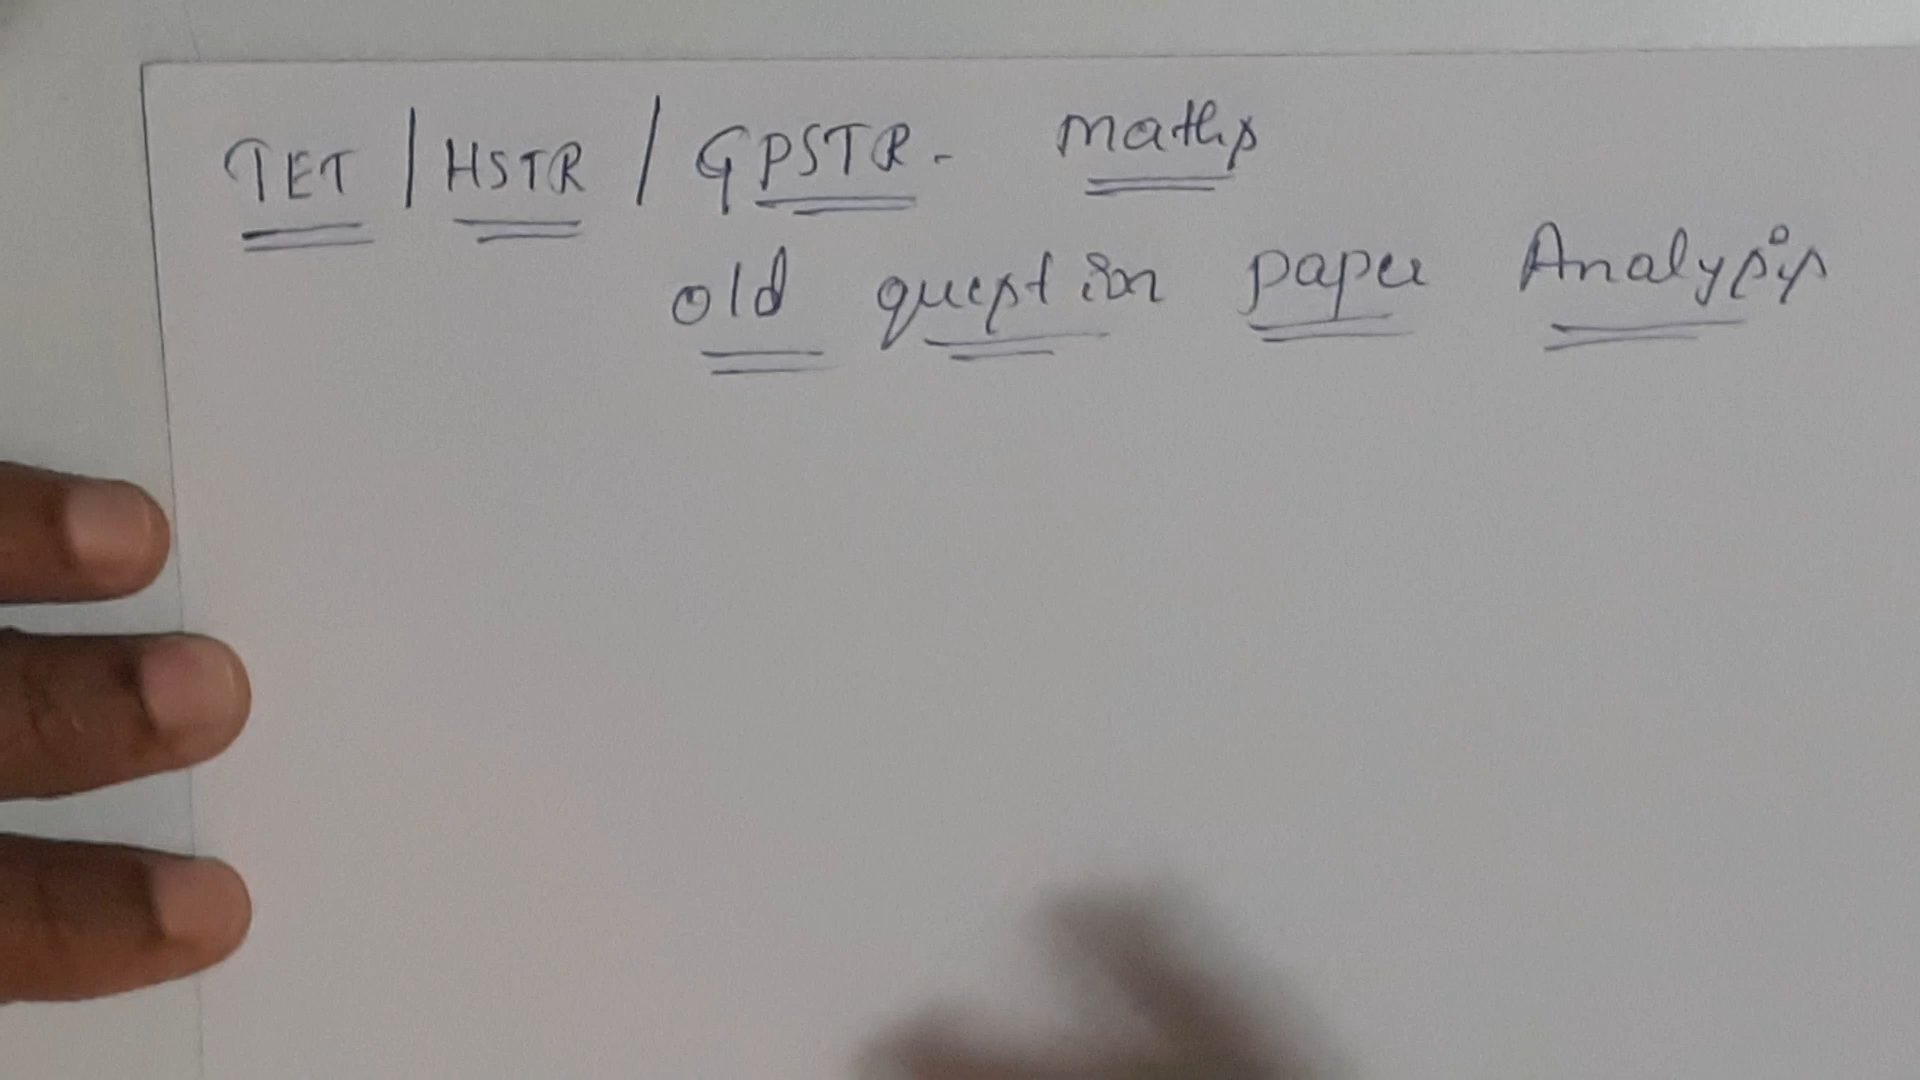 TET / HSTR / GPSTR - maths
old question paper Analysis